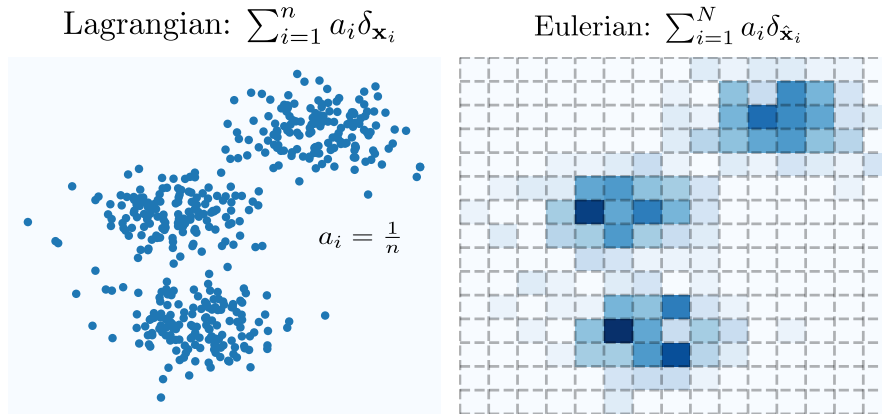 Lagrangian: $\sum_{i=1}^{n} a_i \delta_{\mathbf{x}_i}$
Eulerian: $\sum_{i=1}^{N} a_i \delta_{\hat{\mathbf{x}}_i}$
$a_i = \frac{1}{n}$